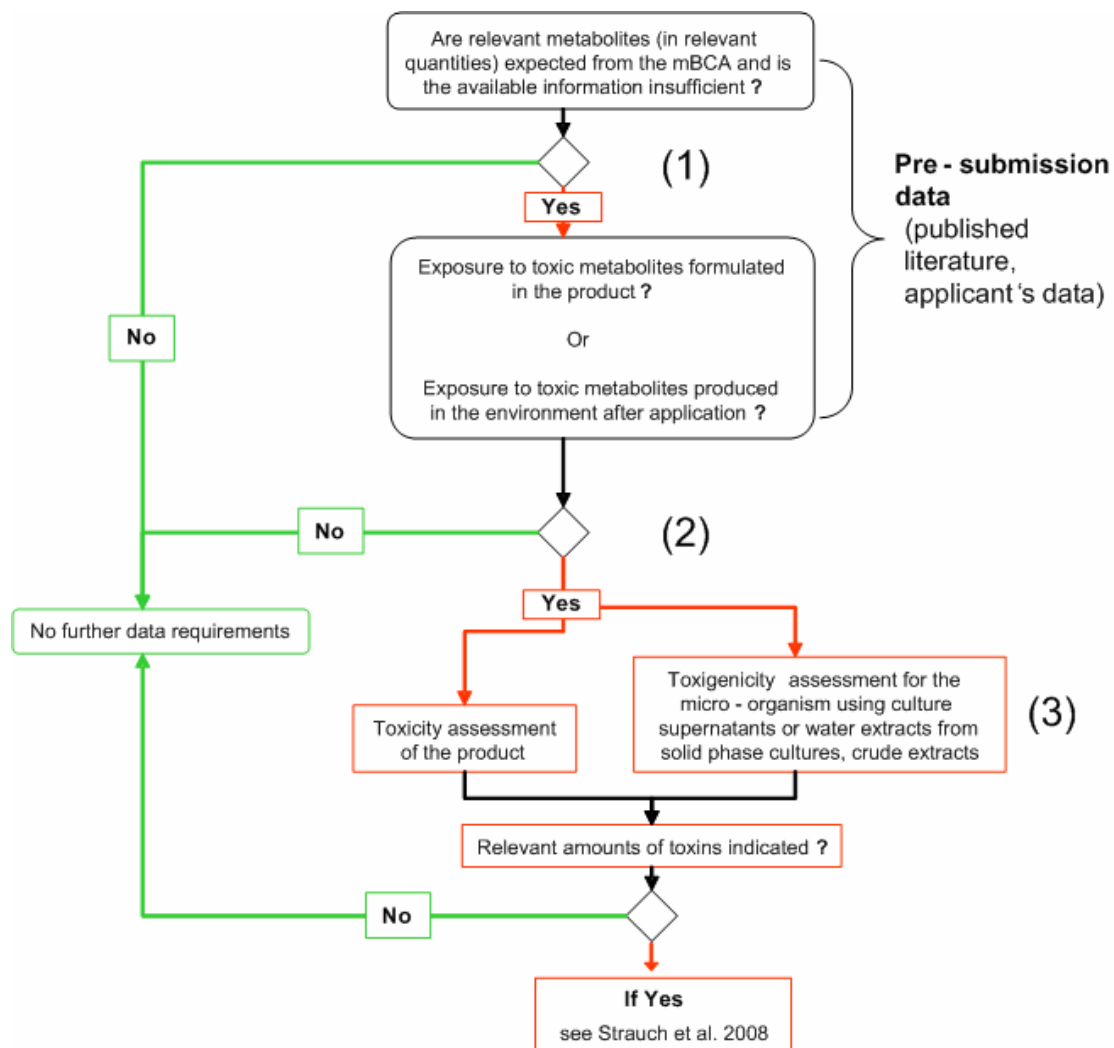 Are relevant metabolites (in relevant
quantities) expected from the mBCA and is
the available information insufficient ?
(1)
Pre - submission
data
(published
literature,
applicant‘s data)
Yes
Exposure to toxic metabolites formulated
in the product ?
Or
Exposure to toxic metabolites produced
in the environment after application ?
No
No
(2)
Yes
No further data requirements
Toxicity assessment
of the product
Toxigenicity assessment for the
micro - organism using culture
supernatants or water extracts from
solid phase cultures, crude extracts
(3)
Relevant amounts of toxins indicated ?
No
If Yes
see Strauch et al. 2008